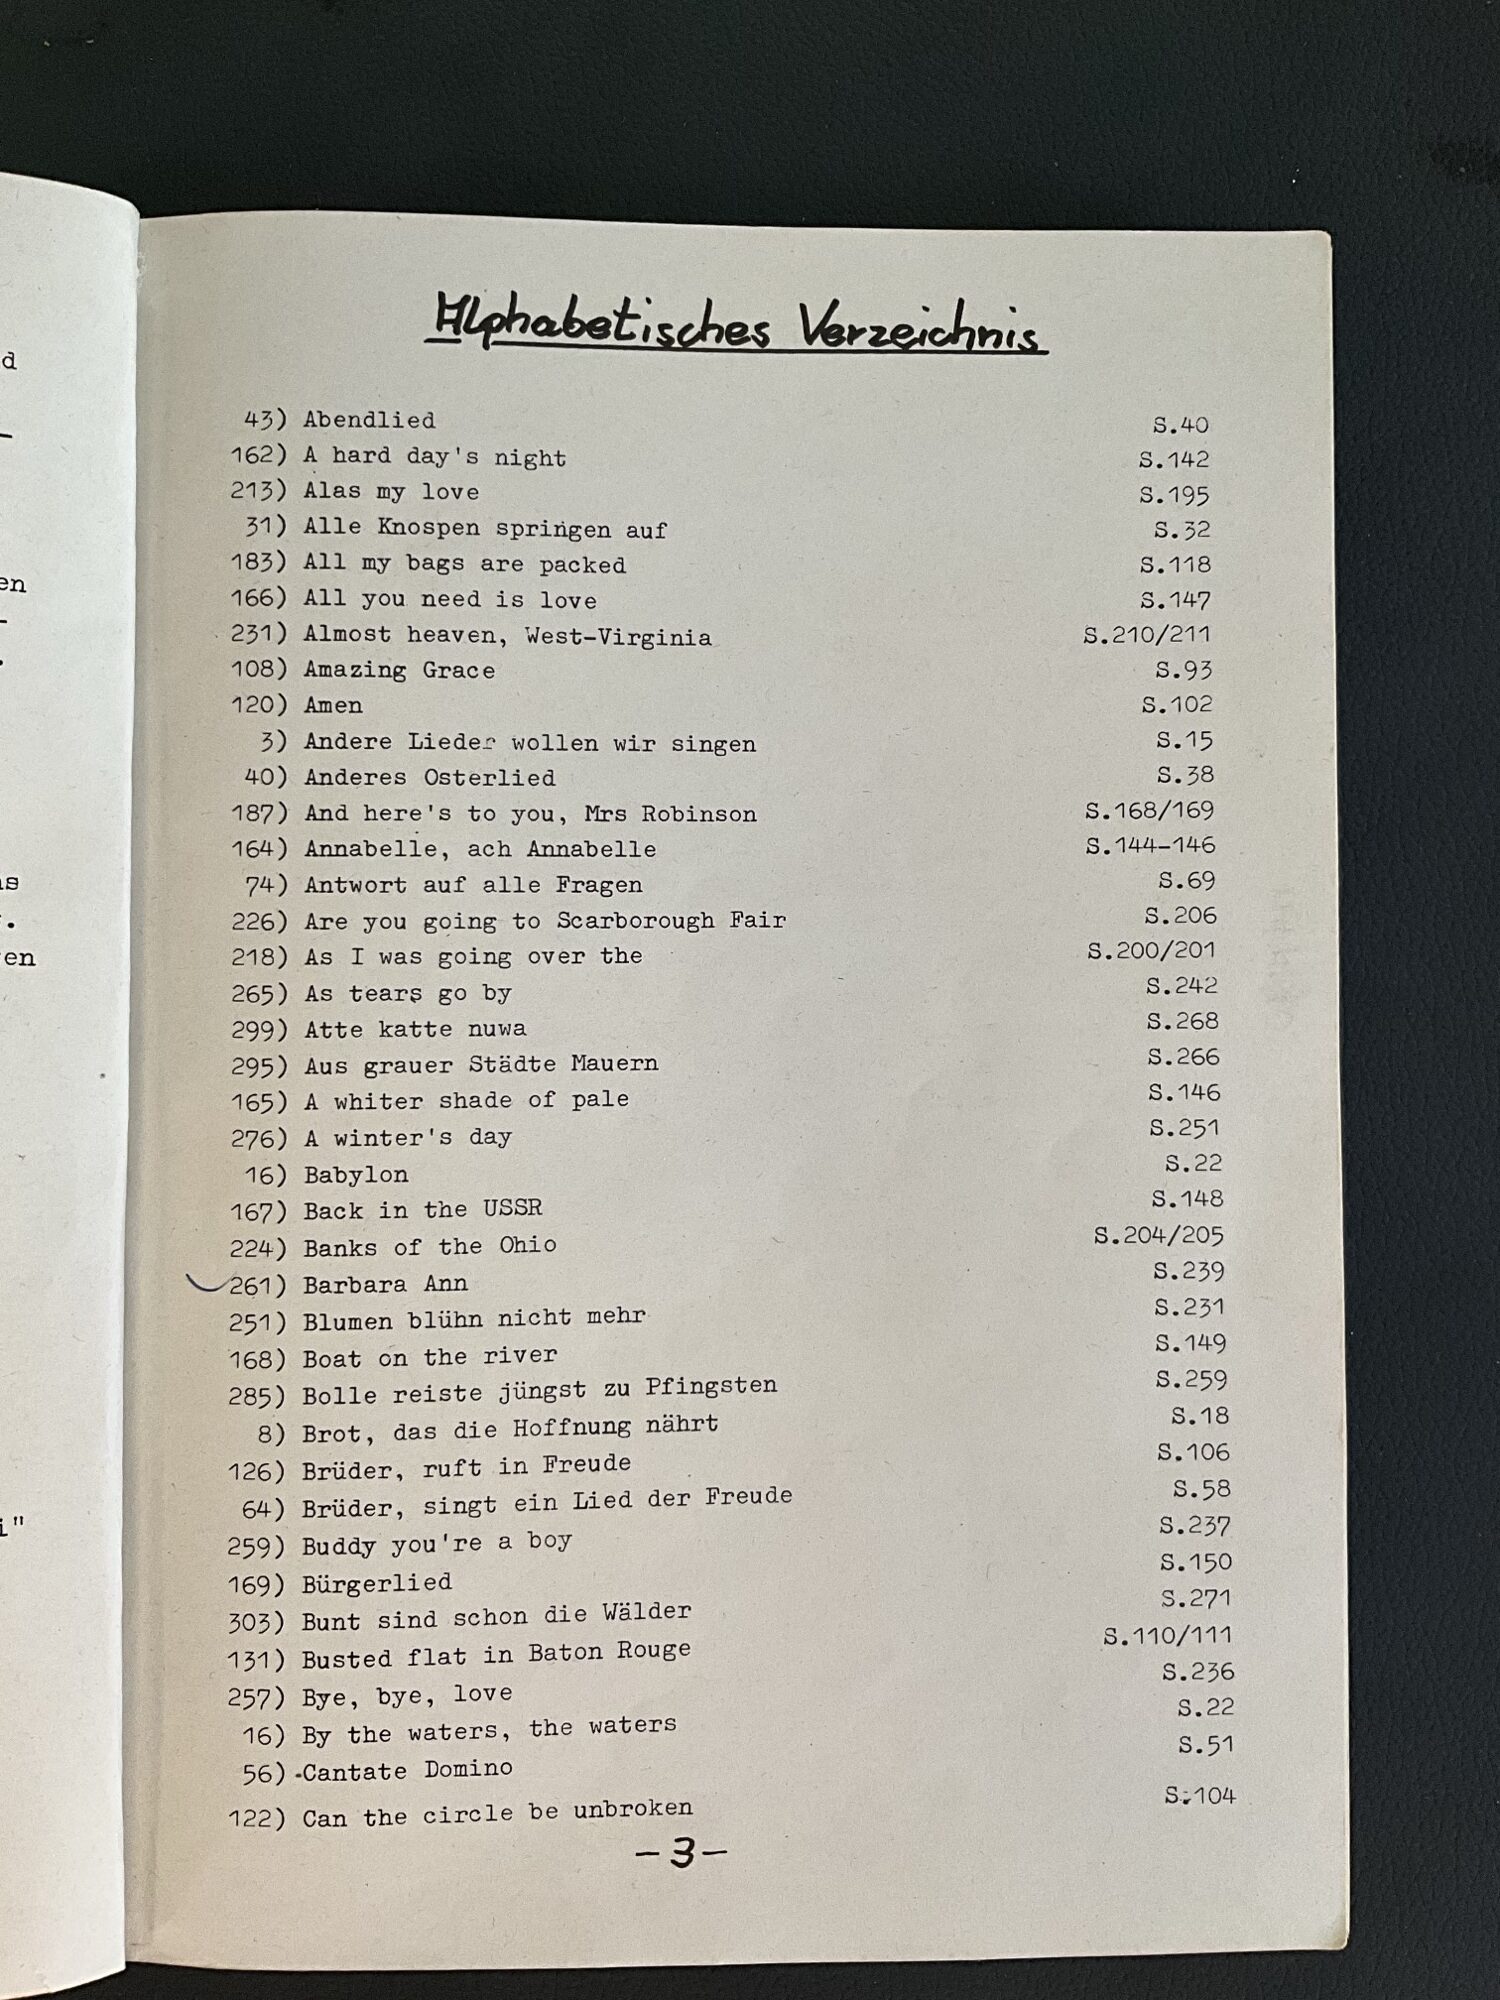 Alphabetisches Verzeichnis
43) Abendlied S.40
162) A hard day's night S.142
213) Alas my love S.195
31) Alle Knospen springen auf S.32
183) All my bags are packed S.118
166) All you need is love S.147
231) Almost heaven, West-Virginia S.210/211
108) Amazing Grace S.93
120) Amen S.102
3) Andere Lieder wollen wir singen S.15
40) Anderes Osterlied S.38
187) And here's to you, Mrs Robinson S.168/169
164) Annabelle, ach Annabelle S.144-146
74) Antwort auf alle Fragen S.69
226) Are you going to Scarborough Fair S.206
218) As I was going over the S.200/201
265) As tears go by S.242
299) Atte katte nuwa S.268
295) Aus grauer Städte Mauern S.266
165) A whiter shade of pale S.146
276) A winter's day S.251
16) Babylon S.22
167) Back in the USSR S.148
224) Banks of the Ohio S.204/205
261) Barbara Ann S.239
251) Blumen blühn nicht mehr S.231
168) Boat on the river S.149
285) Bolle reiste jüngst zu Pfingsten S.259
8) Brot, das die Hoffnung nährt S.18
126) Brüder, ruft in Freude S.106
64) Brüder, singt ein Lied der Freude S.58
259) Buddy you're a boy S.237
169) Bürgerlied S.150
303) Bunt sind schon die Wälder S.271
131) Busted flat in Baton Rouge S.110/111
257) Bye, bye, love S.236
16) By the waters, the waters S.22
56) Cantate Domino S.51
122) Can the circle be unbroken S.104
-3-